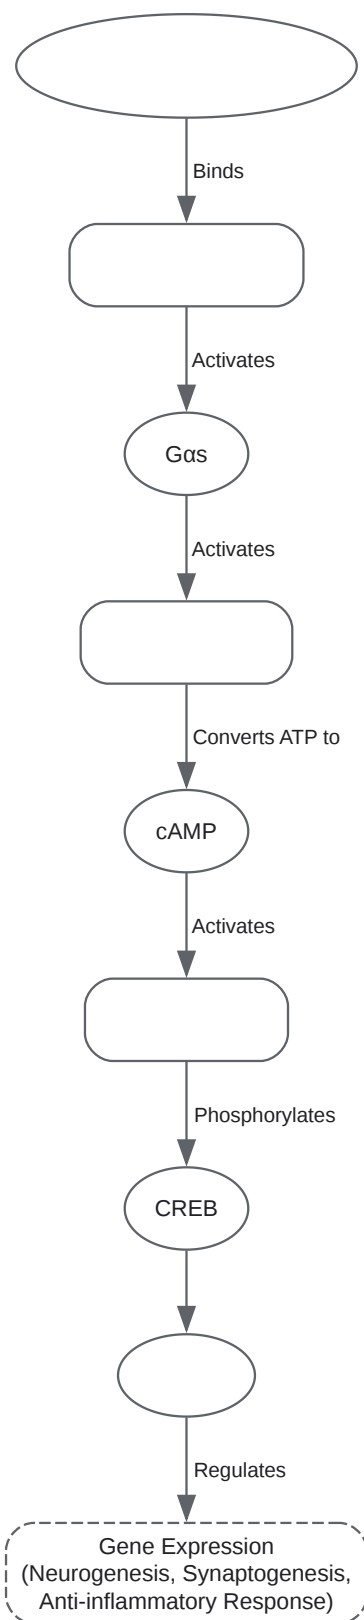 Binds
Activates
Gαs
Activates
Converts ATP to
cAMP
Activates
Phosphorylates
CREB
Regulates
Gene Expression
(Neurogenesis, Synaptogenesis,
Anti-inflammatory Response)